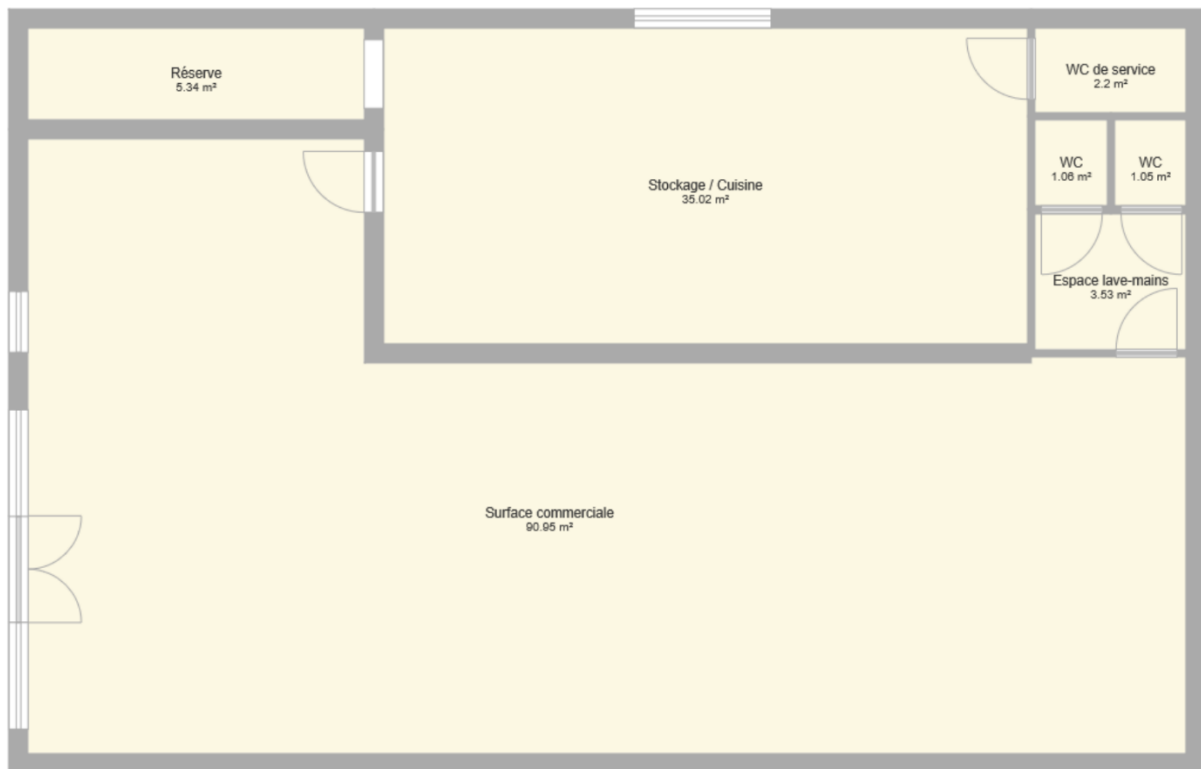 Réserve
5.34 m²
WC de service
2.2 m²
WC
1.06 m²
WC
1.05 m²
Stockage / Cuisine
35.02 m²
Espace lave-mains
3.53 m²
Surface commerciale
90.95 m²